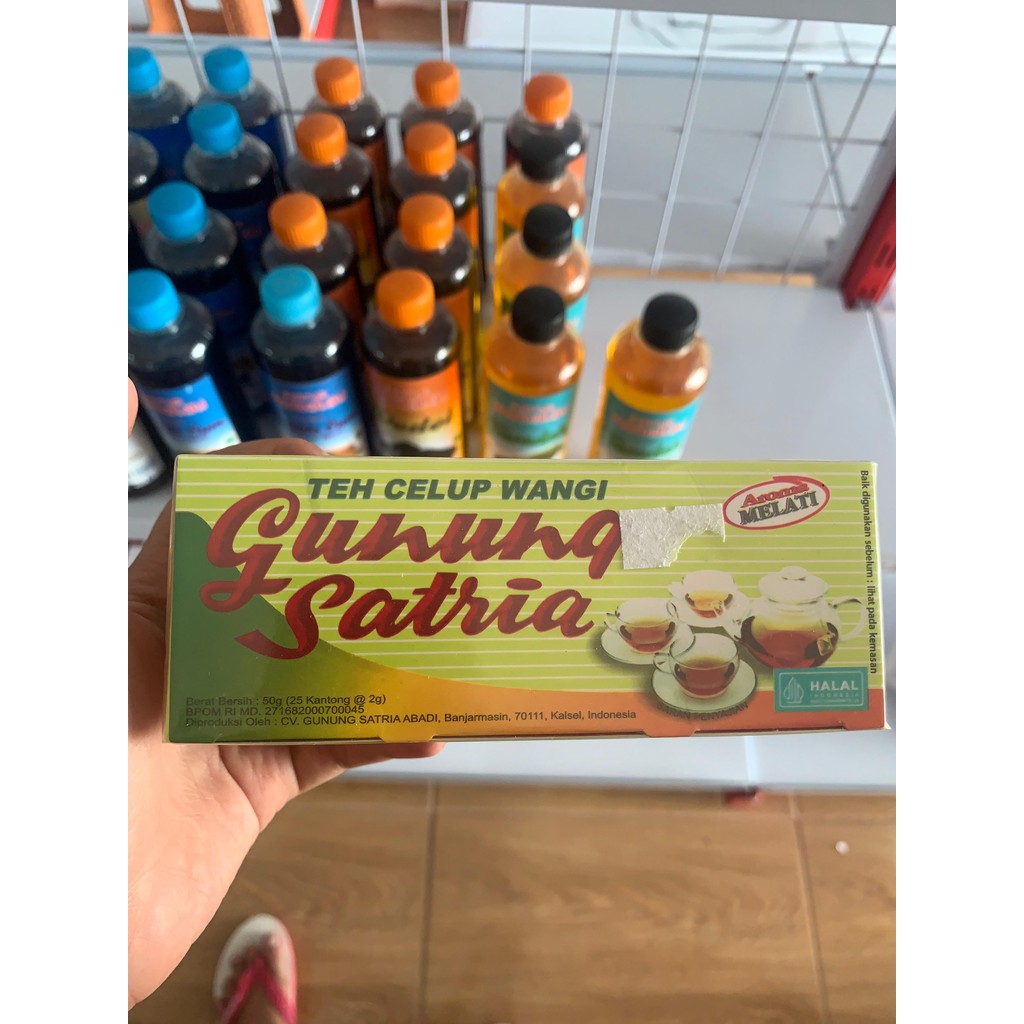 TEH CELUP WANGI
Gunung
Satria
Aroma
MELATI
Baik digunakan sebelum : lihat pada kemasan
HALAL
INDONESIA
Berat Bersih : 50g (25 Kantong @ 2g)
BPOM RI MD. 271682000700045
Diproduksi Oleh : CV. GUNUNG SATRIA ABADI, Banjarmasin, 70111, Kalsel, Indonesia